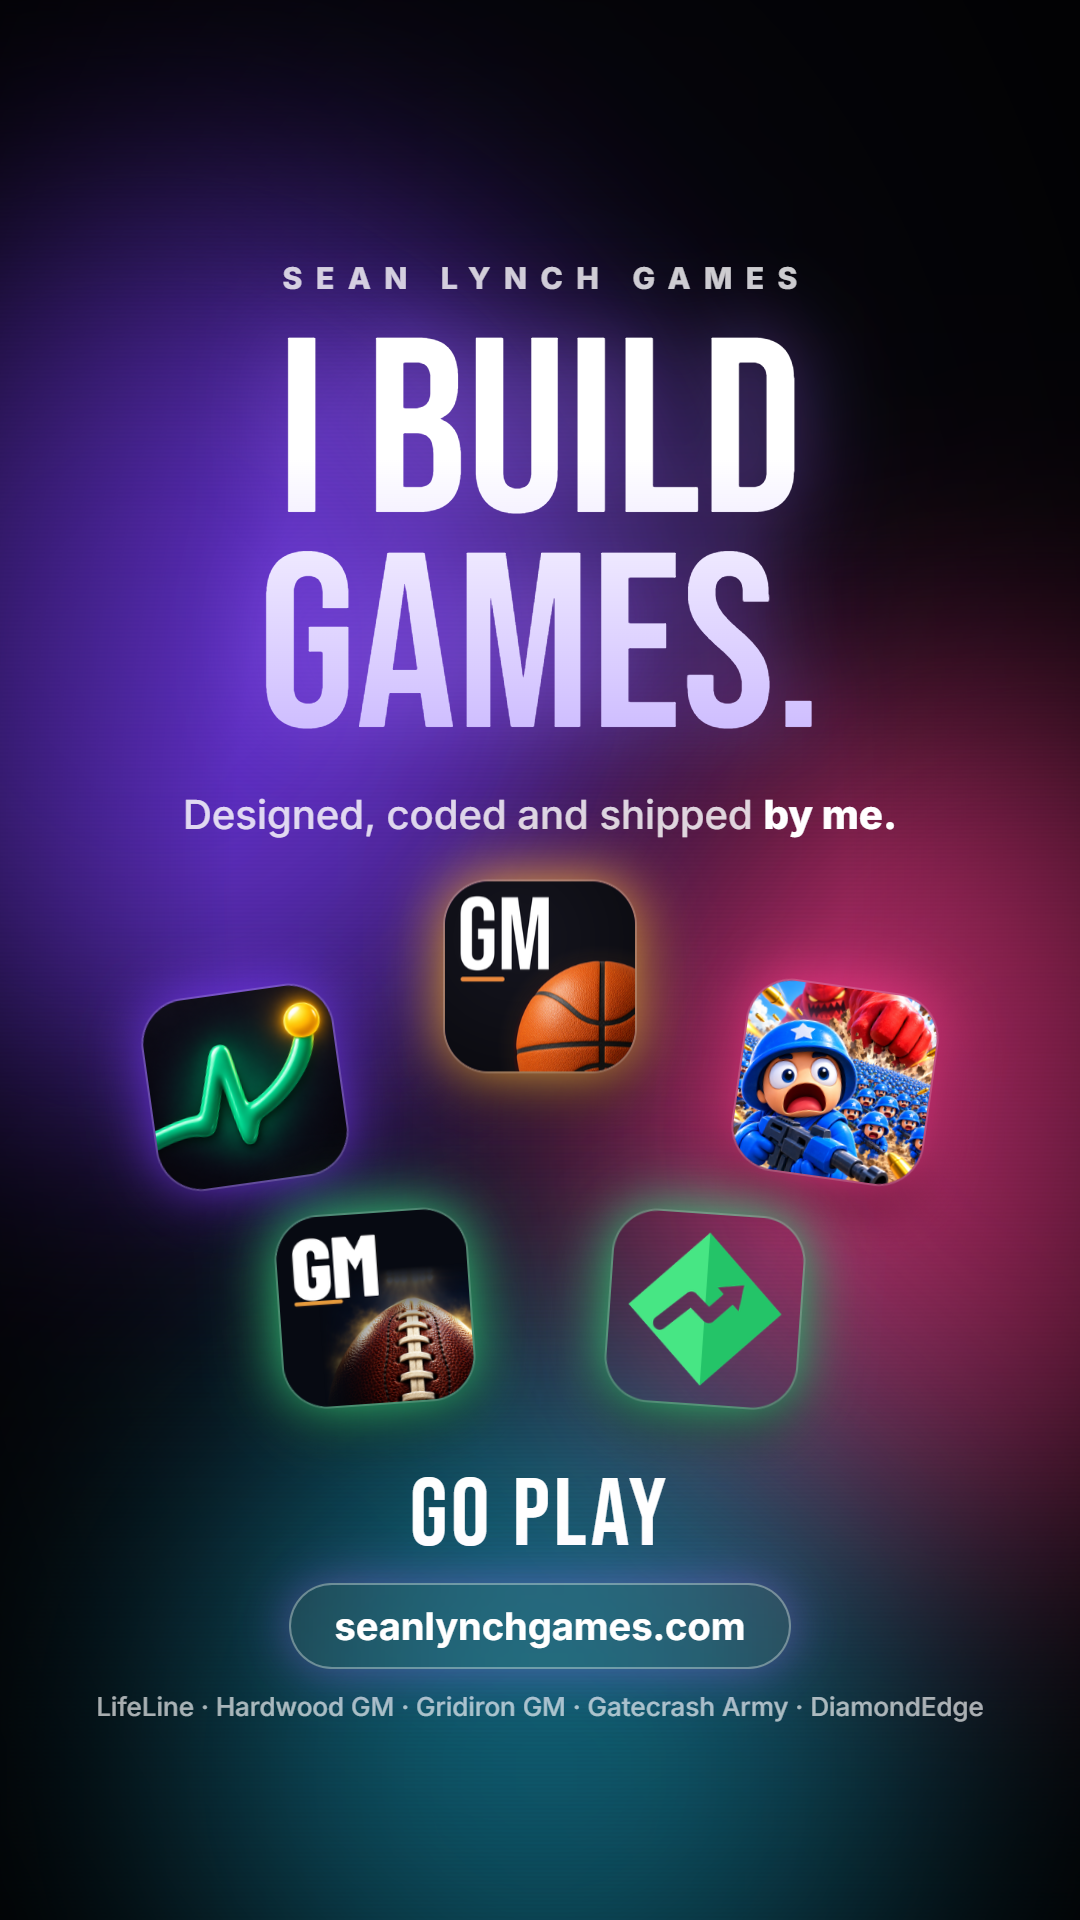 SEAN LYNCH GAMES
I BUILD
GAMES.
Designed, coded and shipped by me.
GM
GM
GO PLAY
seanlynchgames.com
LifeLine · Hardwood GM · Gridiron GM · Gatecrash Army · DiamondEdge